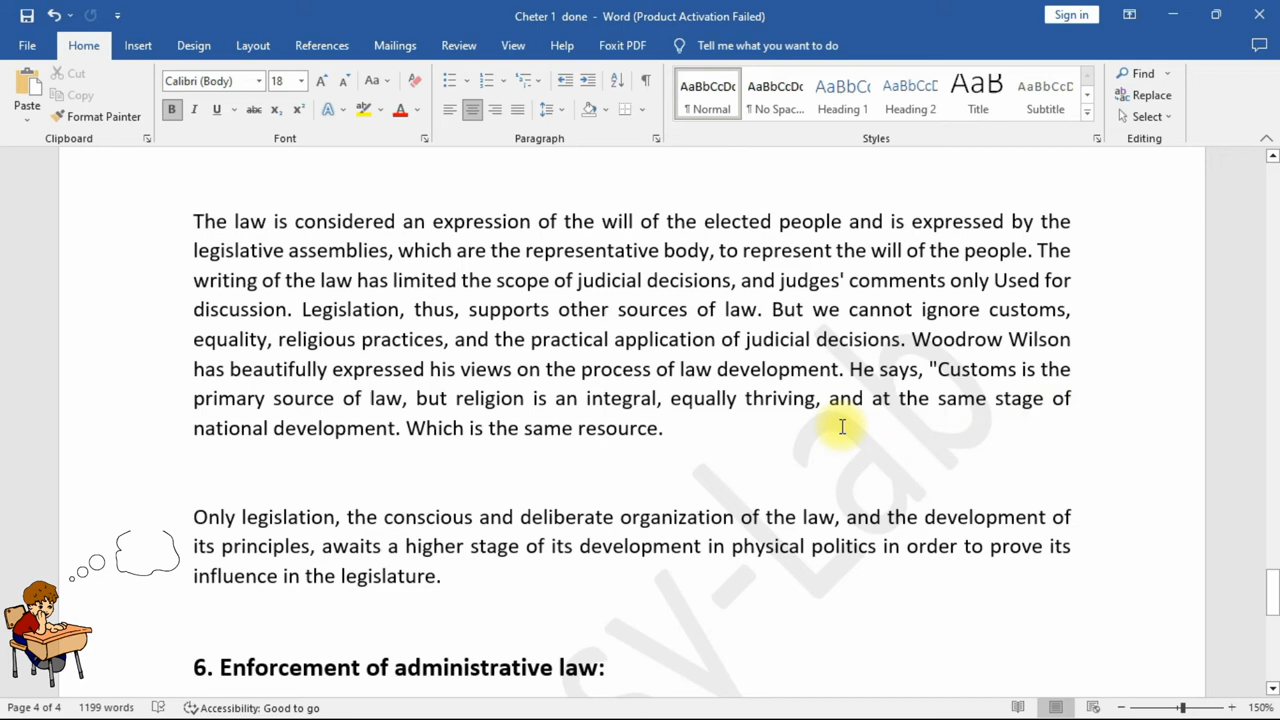 Cheter 1  done  -  Word (Product Activation Failed)
Sign in
File Home Insert Design Layout References Mailings Review View Help Foxit PDF Tell me what you want to do
Paste
Cut
Copy
Format Painter
Clipboard
Calibri (Body) 18
Aa
B I U abc x₂ x² A ab A
Font
Paragraph
AaBbCcDc AaBbCcDc AaBbCc AaBbCcD AaB AaBbCcD
¶ Normal ¶ No Spac... Heading 1 Heading 2 Title Subtitle
Styles
Find
Replace
Select
Editing
The law is considered an expression of the will of the elected people and is expressed by the
legislative assemblies, which are the representative body, to represent the will of the people. The
writing of the law has limited the scope of judicial decisions, and judges' comments only Used for
discussion. Legislation, thus, supports other sources of law. But we cannot ignore customs,
equality, religious practices, and the practical application of judicial decisions. Woodrow Wilson
has beautifully expressed his views on the process of law development. He says, "Customs is the
primary source of law, but religion is an integral, equally thriving, and at the same stage of
national development. Which is the same resource.
Only legislation, the conscious and deliberate organization of the law, and the development of
its principles, awaits a higher stage of its development in physical politics in order to prove its
influence in the legislature.
6. Enforcement of administrative law:
sy-Lab
Page 4 of 4 1199 words Accessibility: Good to go 150%